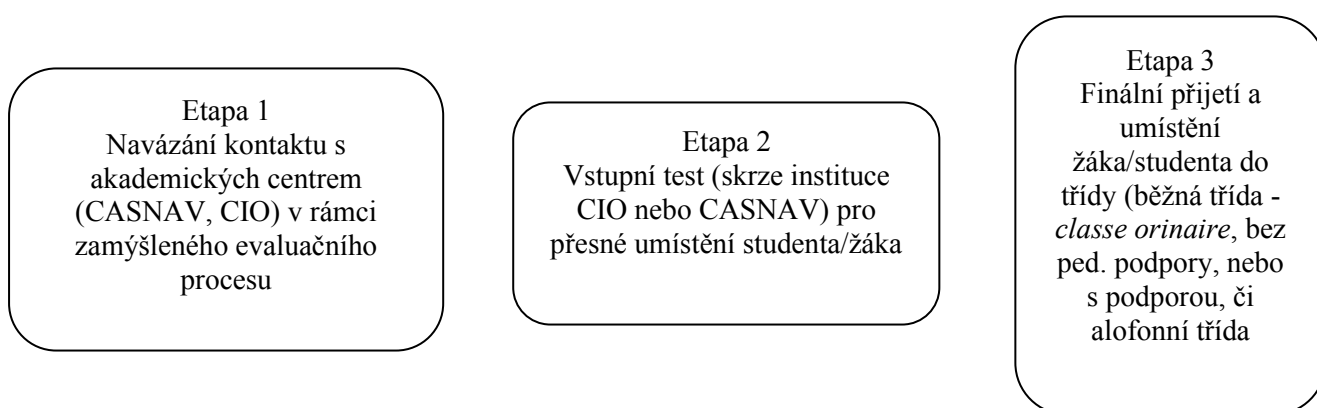 Etapa 1
Navázání kontaktu s
akademických centrem
(CASNAV, CIO) v rámci
zamýšleného evaluačního
procesu
Etapa 2
Vstupní test (skrze instituce
CIO nebo CASNAV) pro
přesné umístění studenta/žáka
Etapa 3
Finální přijetí a
umístění
žáka/studenta do
třídy (běžná třída -
classe orinaire, bez
ped. podpory, nebo
s podporou, či
alofonní třída